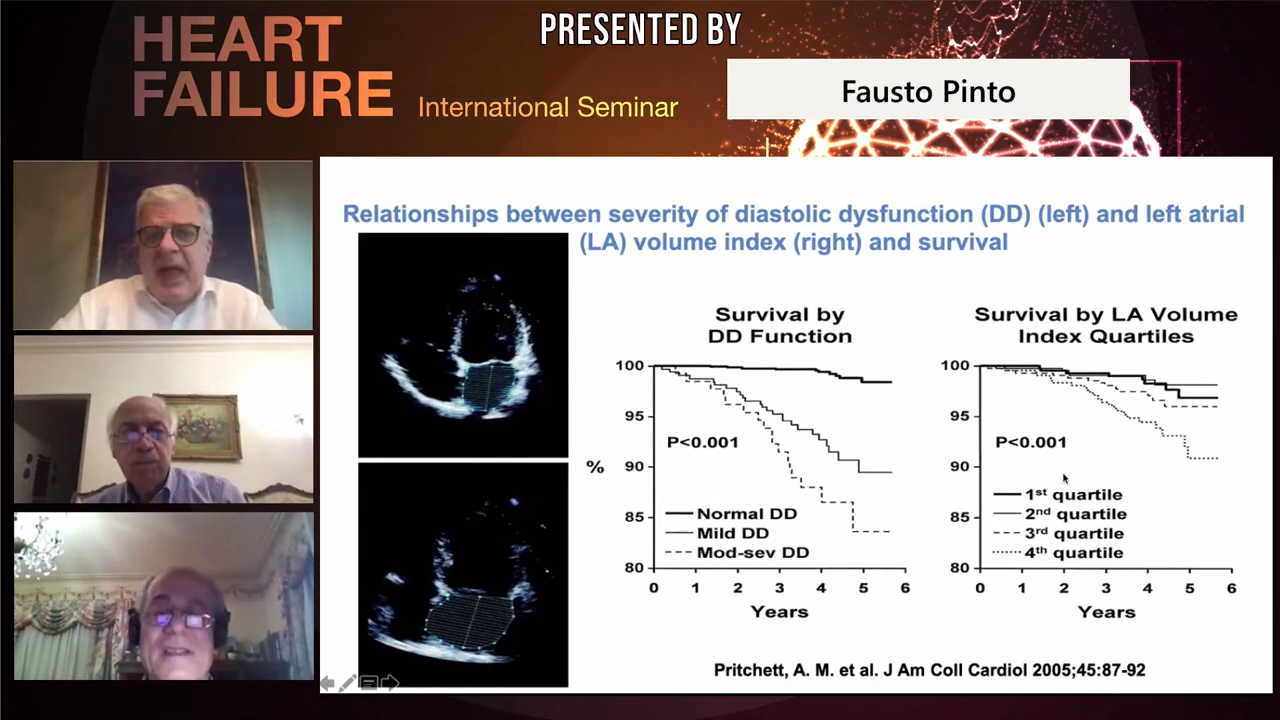 HEART
FAILURE
International Seminar
PRESENTED BY
Fausto Pinto
Relationships between severity of diastolic dysfunction (DD) (left) and left atrial
(LA) volume index (right) and survival
Survival by
DD Function
100
95
90
85
80
%
P<0.001
Normal DD
Mild DD
Mod-sev DD
0 1 2 3 4 5 6
Years
Survival by LA Volume
Index Quartiles
100
95
90
85
80
P<0.001
1st quartile
2nd quartile
3rd quartile
4th quartile
0 1 2 3 4 5 6
Years
Pritchett, A. M. et al. J Am Coll Cardiol 2005;45:87-92